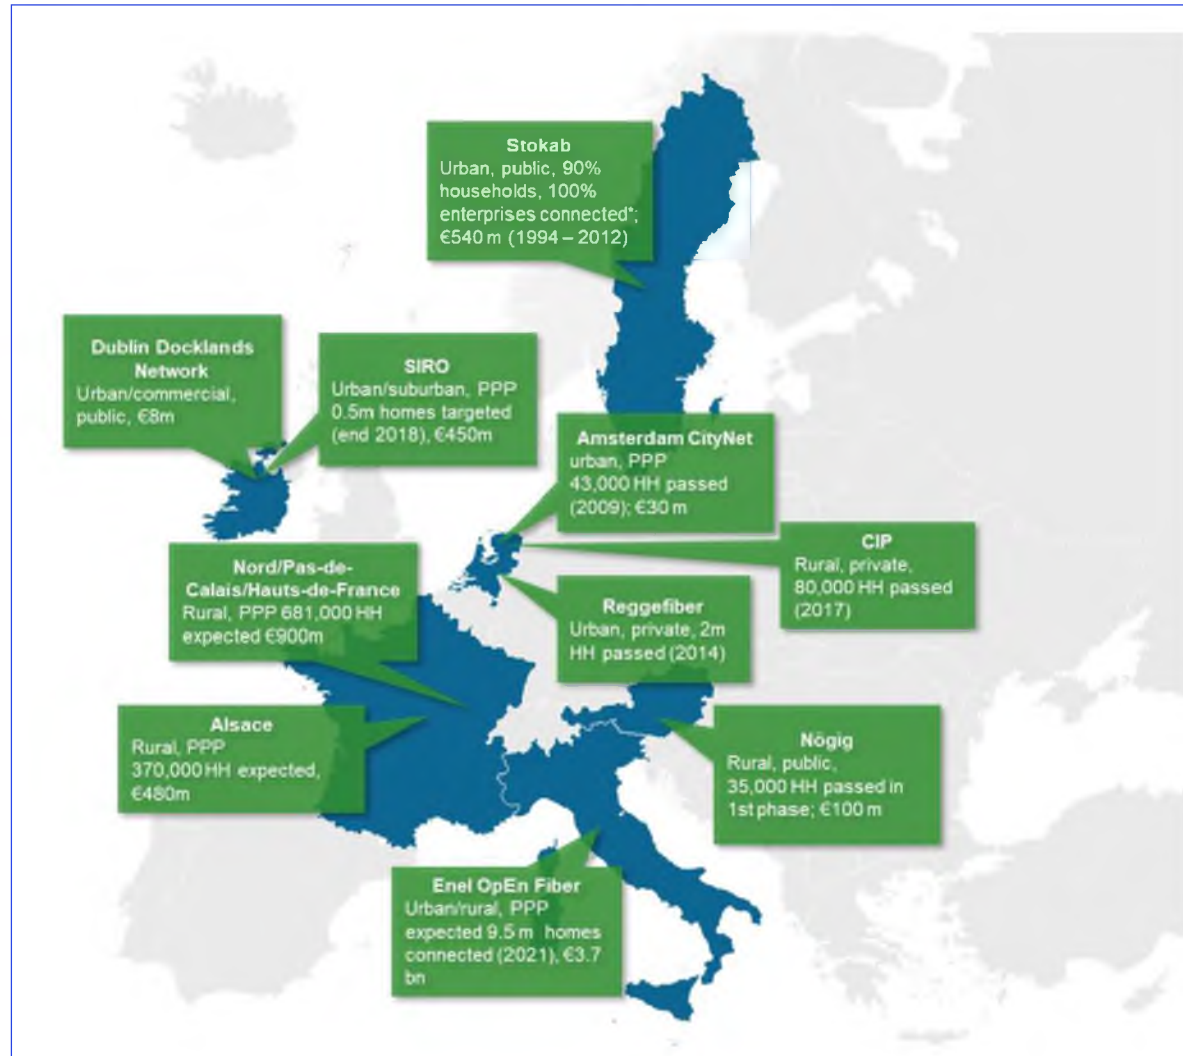 Stokab
Urban, public, 90%
households, 100%
enterprises connected*;
€540 m (1994 – 2012)
Dublin Docklands
Network
Urban/commercial,
public, €8m
SIRO
Urban/suburban, PPP
0.5m homes targeted
(end 2018), €450m
Amsterdam CityNet
urban, PPP
43,000 HH passed
(2009); €30 m
CIP
Rural, private,
80,000 HH passed
(2017)
Nord/Pas-de-
Calais/Hauts-de-France
Rural, PPP 681,000 HH
expected €900m
Reggefiber
Urban, private, 2m
HH passed (2014)
Alsace
Rural, PPP
370,000 HH expected,
€480m
Nögig
Rural, public,
35,000 HH passed in
1st phase; €100 m
Enel OpEn Fiber
Urban/rural, PPP
expected 9.5 m homes
connected (2021), €3.7
bn